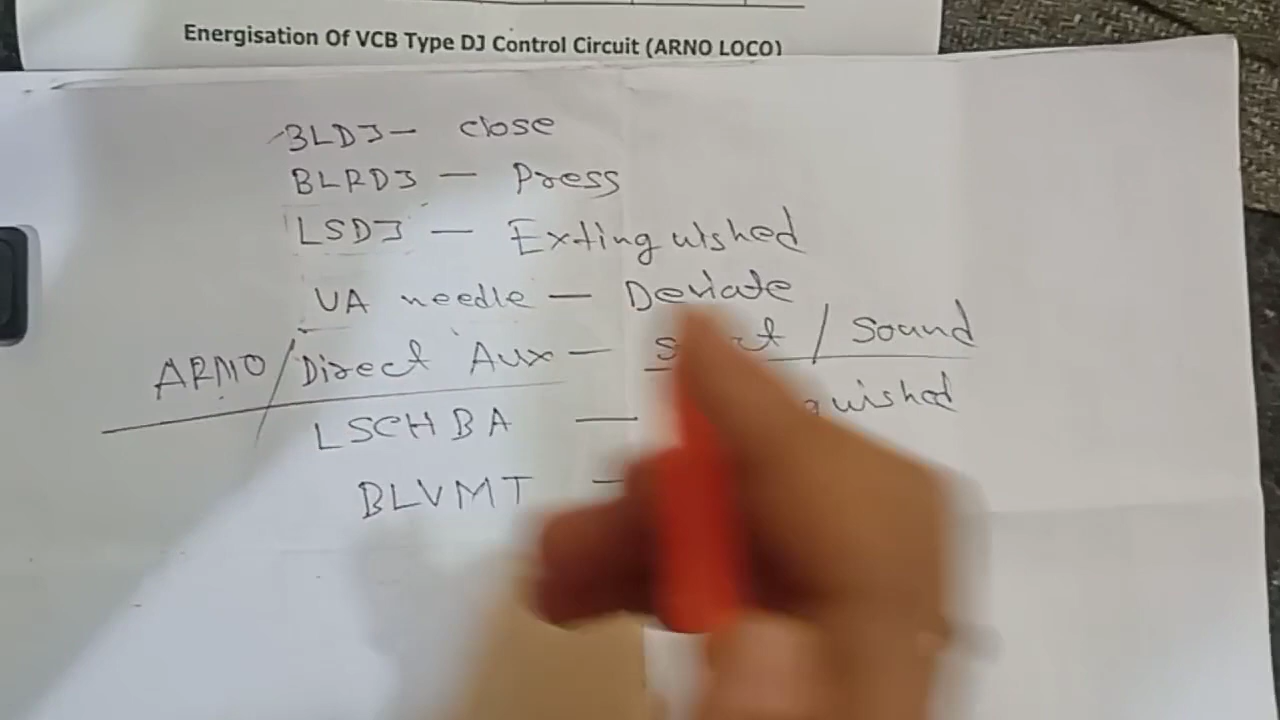 Energisation Of VCB Type DJ Control Circuit (ARNO LOCO)
BLDJ - close
BLRDJ - Press
LSDJ - Extinguished
UA needle - Deviate
ARNO/Direct Aux - / Sound
LSCHBA -
BLVMT -